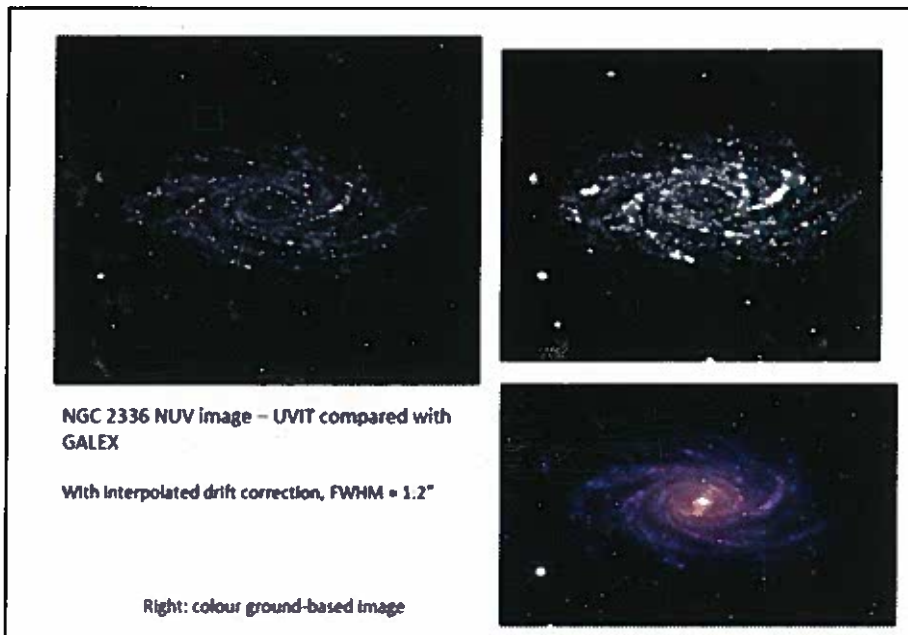 NGC 2336 NUV image – UVIT compared with
GALEX
With interpolated drift correction, FWHM = 1.2"
Right: colour ground-based image